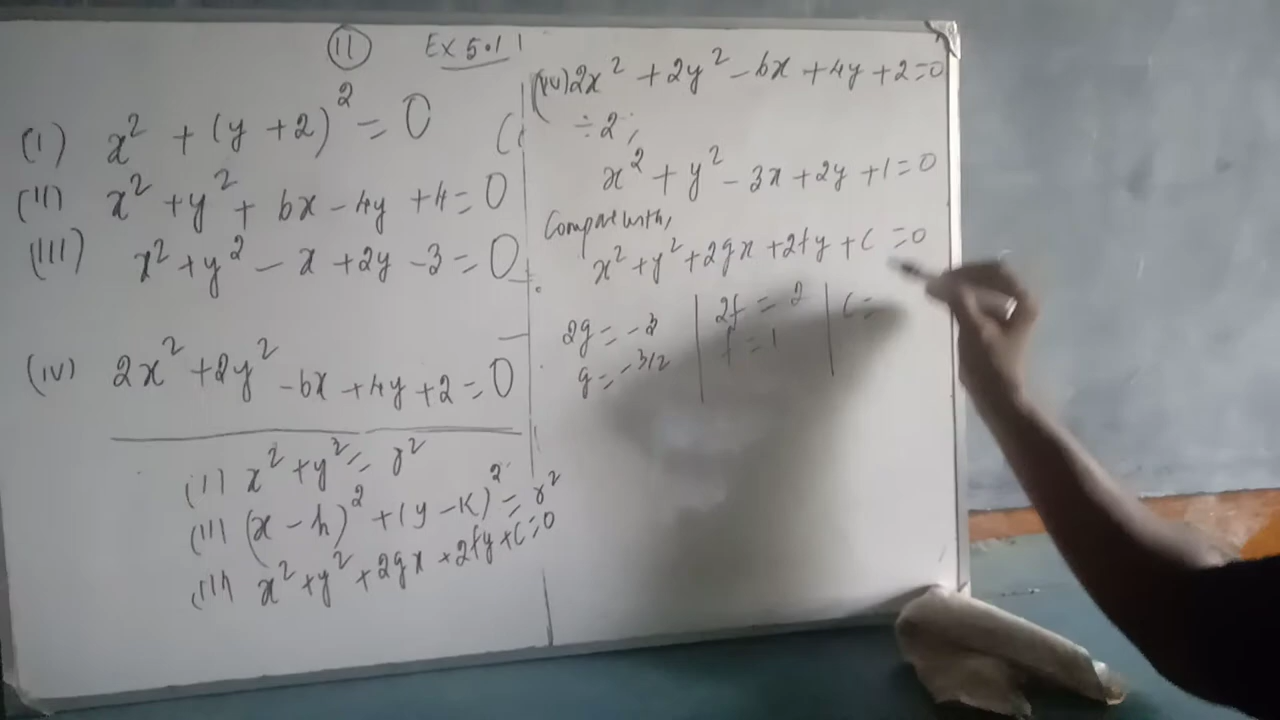 (11) Ex 5.11
(I) x² + (y + 2)² = 0
(II) x² + y² + 6x - 4y + 4 = 0
(III) x² + y² - x + 2y - 3 = 0
(IV) 2x² + 2y² - 6x + 4y + 2 = 0
(I) x² + y² = r²
(II) (x - h)² + (y - k)² = r²
(III) x² + y² + 2gx + 2fy + c = 0
(IV) 2x² + 2y² - 6x + 4y + 2 = 0
÷ 2,
x² + y² - 3x + 2y + 1 = 0
Compare with,
x² + y² + 2gx + 2fy + c = 0
2g = -3 | 2f = 2 | c =
g = -3/2 | f = 1